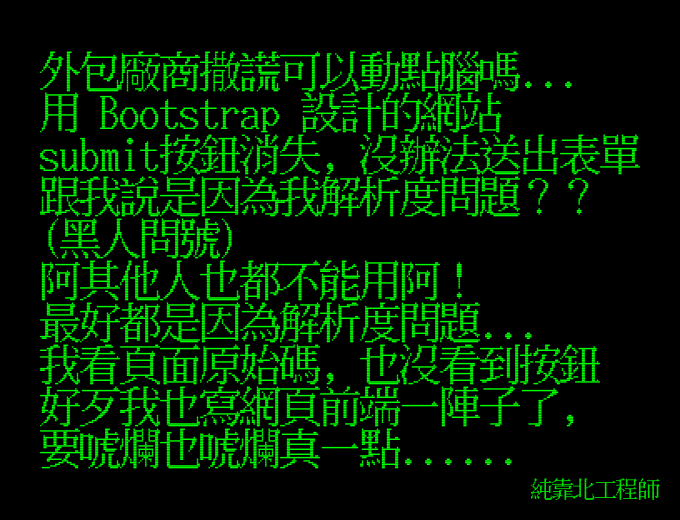 外包廠商撒謊可以動點腦嗎...
用 Bootstrap 設計的網站
submit按鈕消失, 沒辦法送出表單
跟我說是因為我解析度問題？？
(黑人問號)
阿其他人也都不能用阿！
最好都是因為解析度問題...
我看頁面原始碼, 也沒看到按鈕
好歹我也寫網頁前端一陣子了,
要唬爛也唬爛真一點......
純靠北工程師